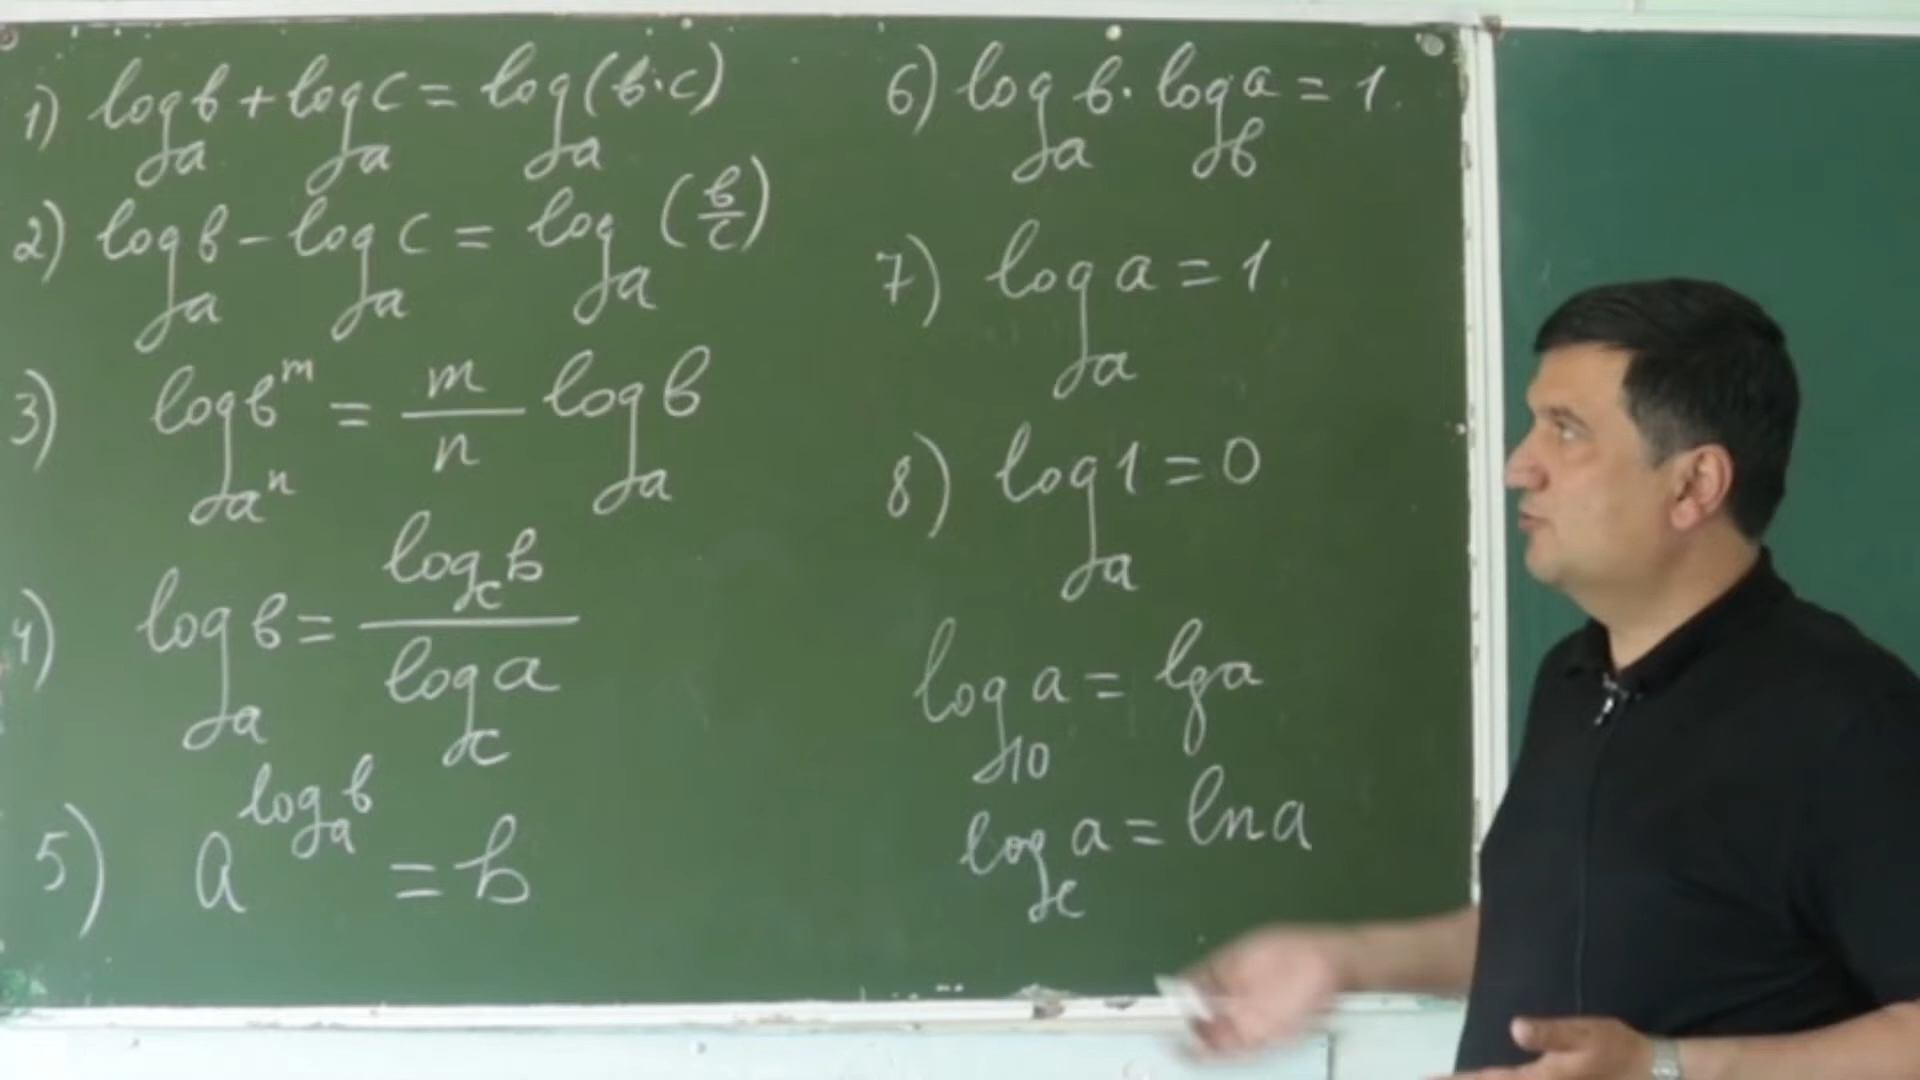 1) log_a b + log_a c = log_a (b·c)
2) log_a b − log_a c = log_a (b/c)
3) log_{a^n} b^m = m/n log_a b
4) log_a b = log_c b / log_c a
5) a^{log_a b} = b
6) log_a b · log_b a = 1
7) log_a a = 1
8) log_a 1 = 0
log_10 a = lg a
log_e a = ln a